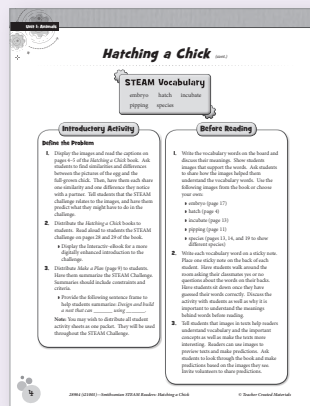 Unit 1: Animals
Hatching a Chick (cont.)
STEAM Vocabulary
embryo hatch incubate
pipping species
Introductory Activity
Define the Problem
1. Display the images and read the captions on
pages 4–5 of the Hatching a Chick book. Ask
students to find similarities and differences
between the pictures of the egg and the
full-grown chick. Then, have them each share
one similarity and one difference they notice
with a partner. Tell students that the STEAM
challenge relates to the images, and have them
predict what they might have to do in the
challenge.
2. Distribute the Hatching a Chick books to
students. Read aloud to students the STEAM
challenge on pages 28 and 29 of the book.
Display the Interactiv-eBook for a more
digitally enhanced introduction to the
challenge.
3. Distribute Make a Plan (page 9) to students.
Have them summarize the STEAM Challenge.
Summaries should include constraints and
criteria.
Provide the following sentence frame to
help students summarize: Design and build
a nest that can ______ using ______.
Note: You may wish to distribute all student
activity sheets as one packet. They will be used
throughout the STEAM Challenge.
Before Reading
1. Write the vocabulary words on the board and
discuss their meanings. Show students
images that support the words. Ask students
to share how the images helped them
understand the vocabulary words. Use the
following images from the book or choose
your own:
embryo (page 17)
hatch (page 4)
incubate (page 15)
pipping (page 11)
species (pages 13, 14, and 19 to show
different species)
2. Write each vocabulary word on a sticky note.
Place one sticky note on the back of each
student. Have students walk around the
room asking their classmates yes or no
questions about the words on their backs.
Have students sit down once they have
guessed their words correctly. Discuss the
activity with students as well as why it is
important to understand the meanings
behind words before reading.
3. Tell students that images in texts help readers
understand vocabulary and the important
concepts as well as make the texts more
interesting. Readers can use images to
preview texts and make predictions. Ask
students to look through the book and make
predictions based on the images they see.
Invite volunteers to share predictions.
4
© Teacher Created Materials